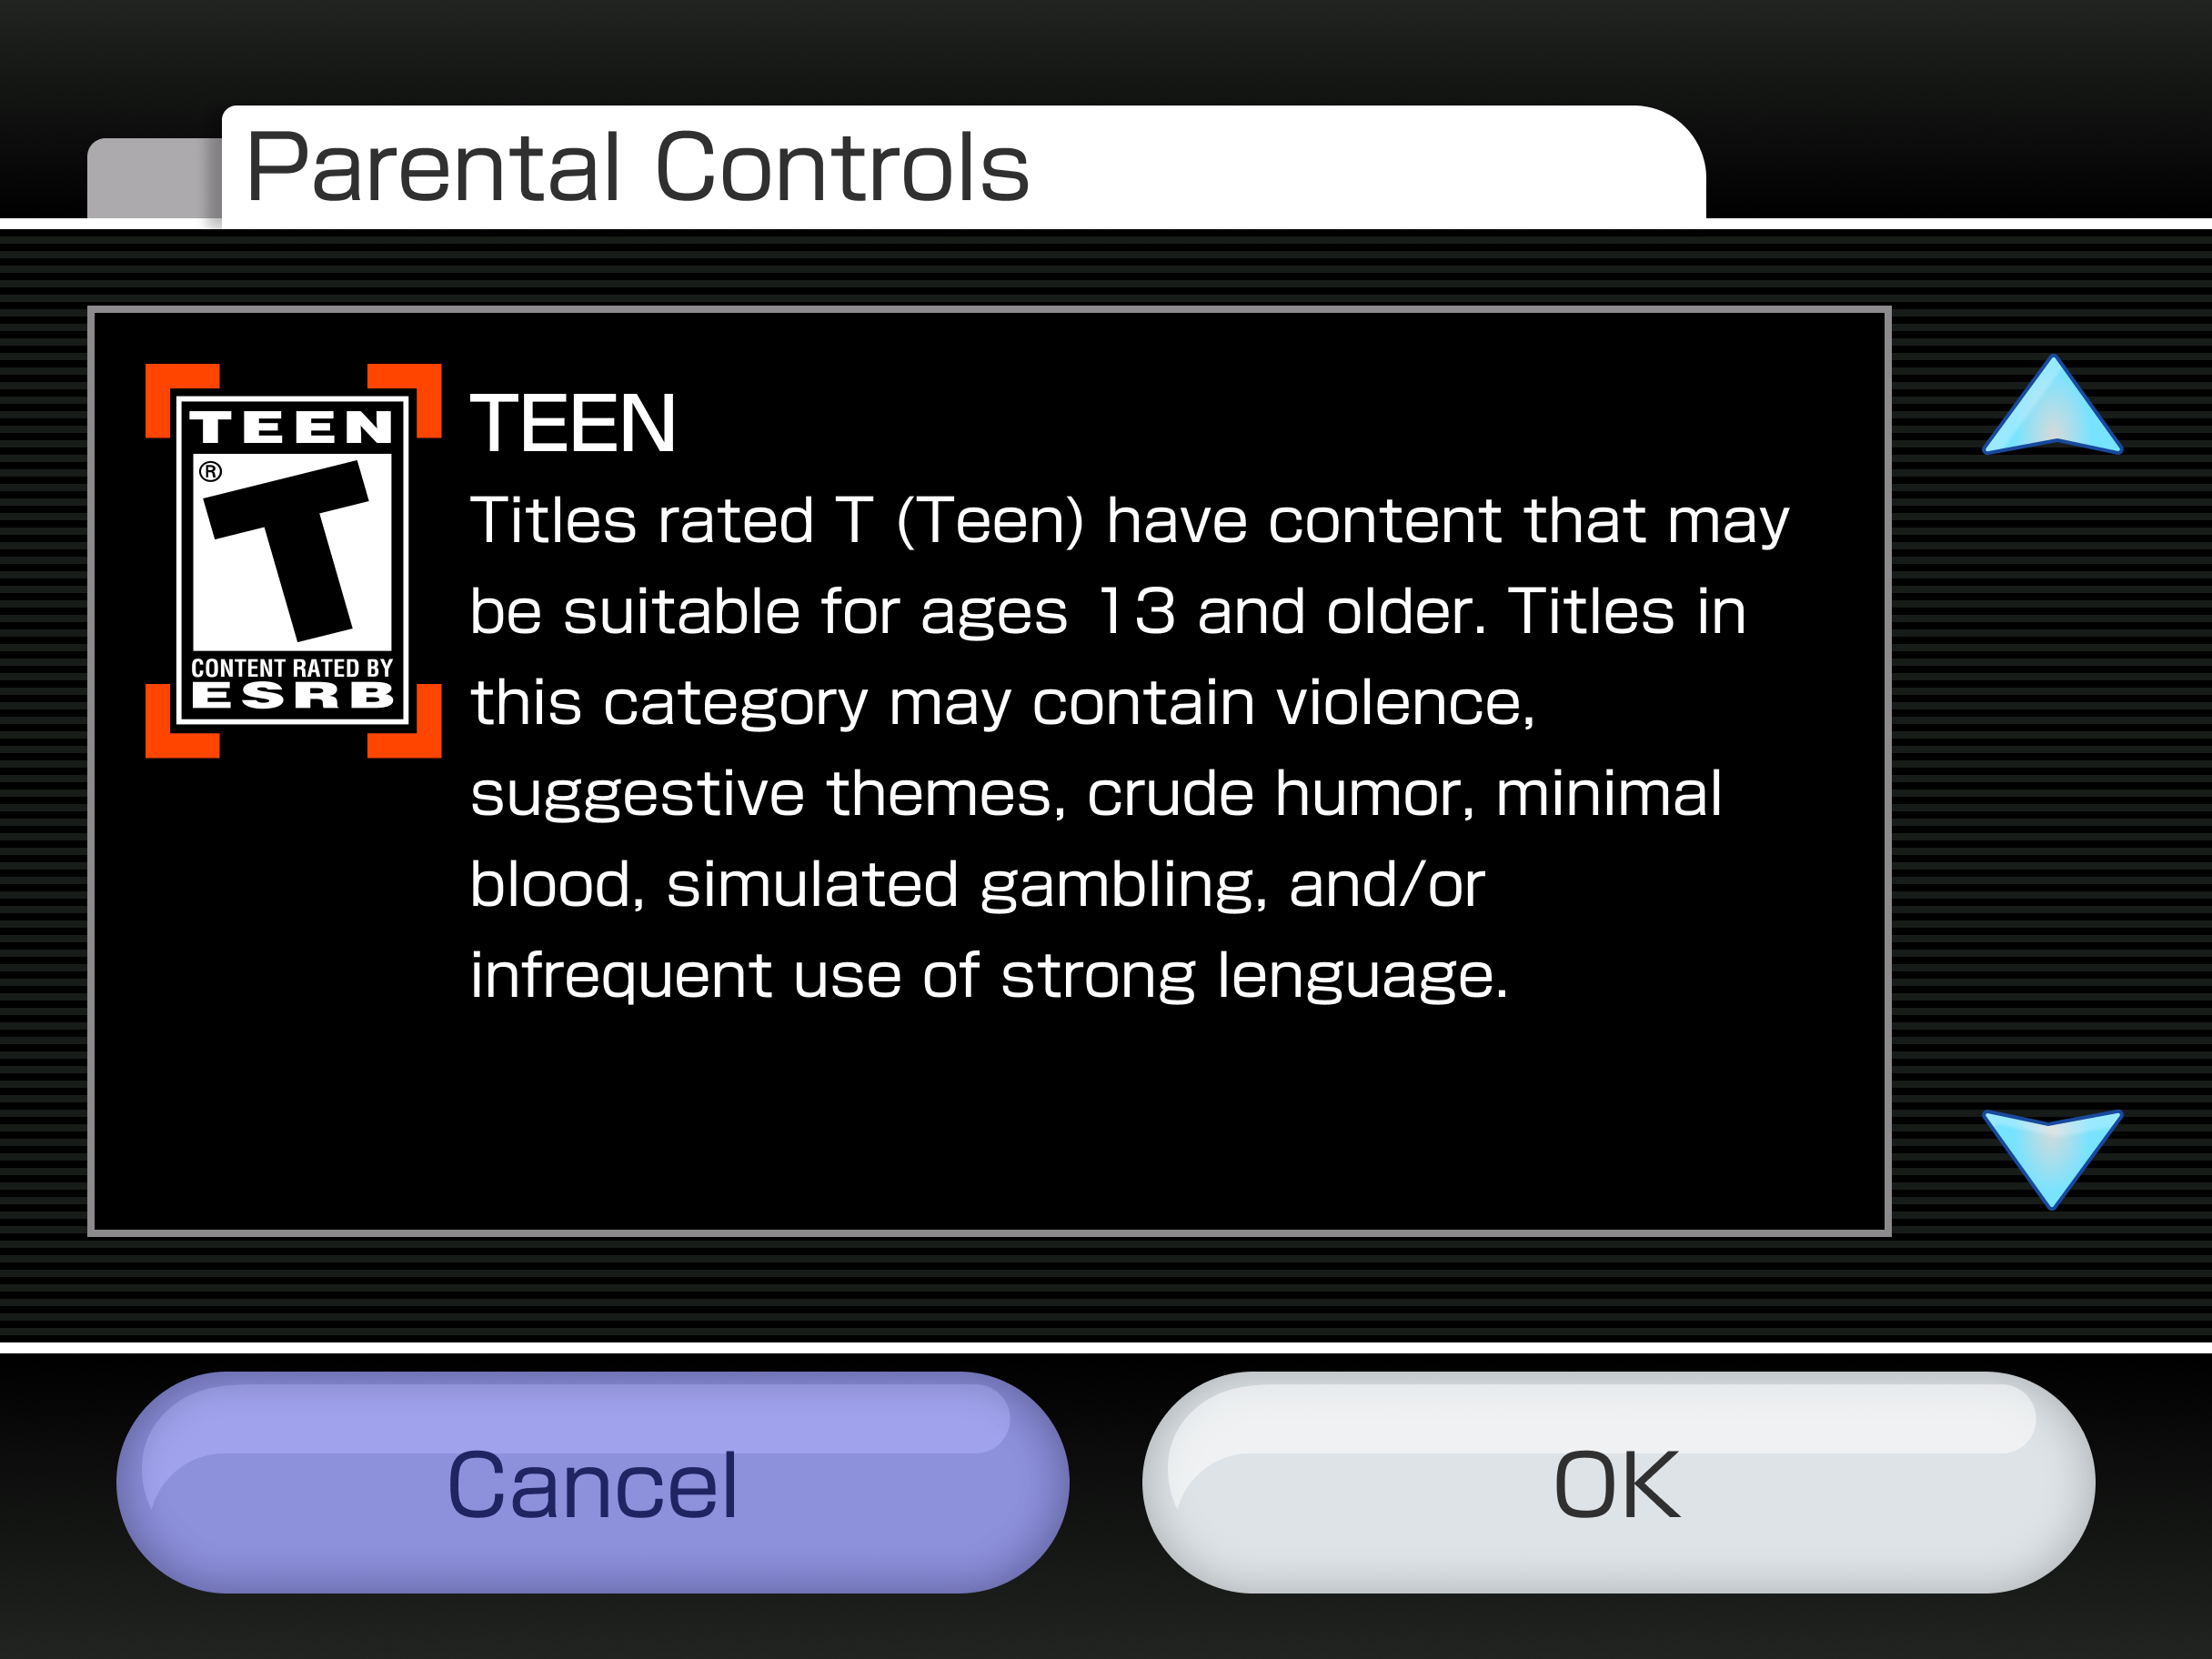 Parental Controls
TEEN
®
T
CONTENT RATED BY
ESRB
TEEN
Titles rated T (Teen) have content that may
be suitable for ages 13 and older. Titles in
this category may contain violence,
suggestive themes, crude humor, minimal
blood, simulated gambling, and/or
infrequent use of strong lenguage.
Cancel
OK